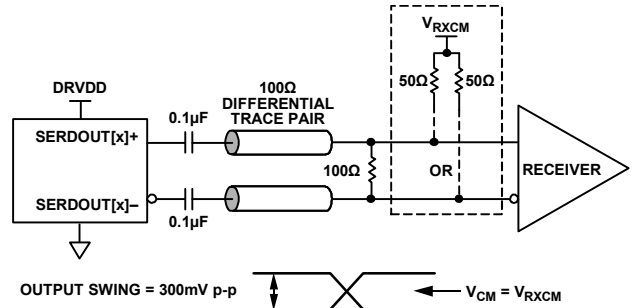 V_RXCM
50Ω 50Ω
DRVDD
100Ω
DIFFERENTIAL
TRACE PAIR
0.1µF
SERDOUT[x]+
100Ω
OR
RECEIVER
SERDOUT[x]–
0.1µF
OUTPUT SWING = 300mV p-p
V_CM = V_RXCM